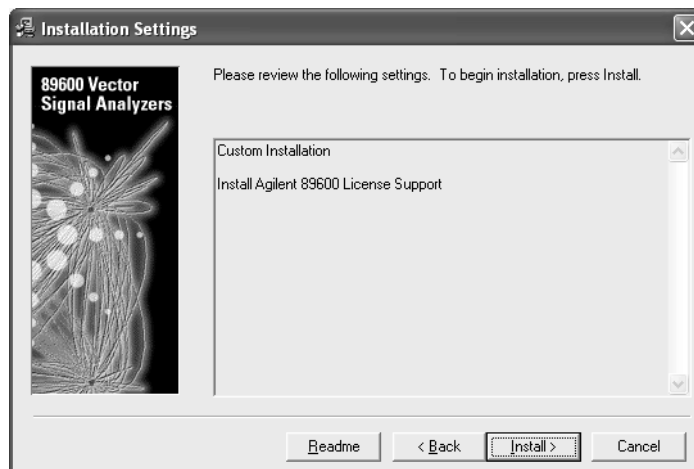 Installation Settings
89600 Vector
Signal Analyzers
Please review the following settings. To begin installation, press Install.
Custom Installation
Install Agilent 89600 License Support
Readme
< Back
Install >
Cancel